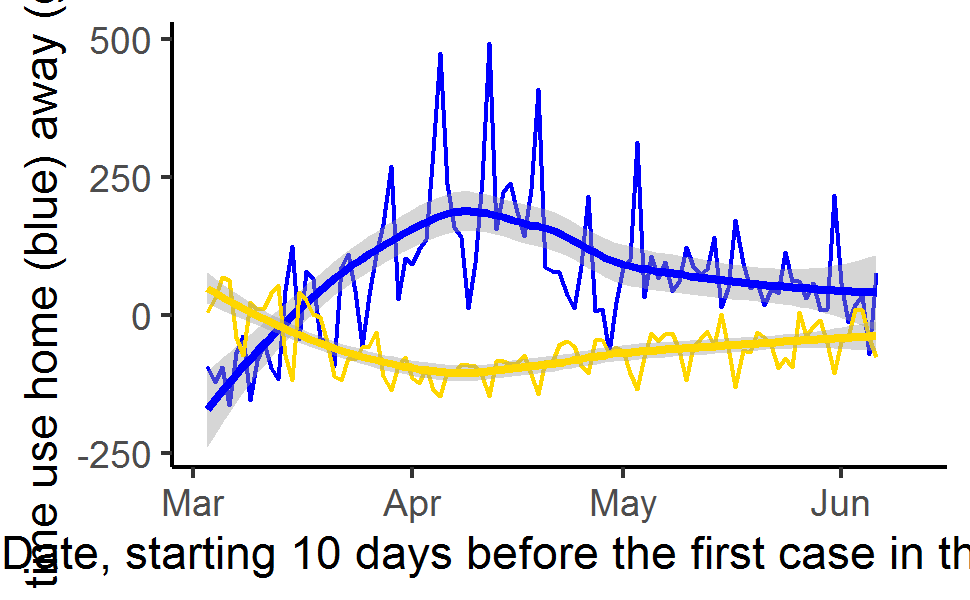 time use home (blue) away (
500
250
0
-250
Mar Apr May Jun
Date, starting 10 days before the first case in th